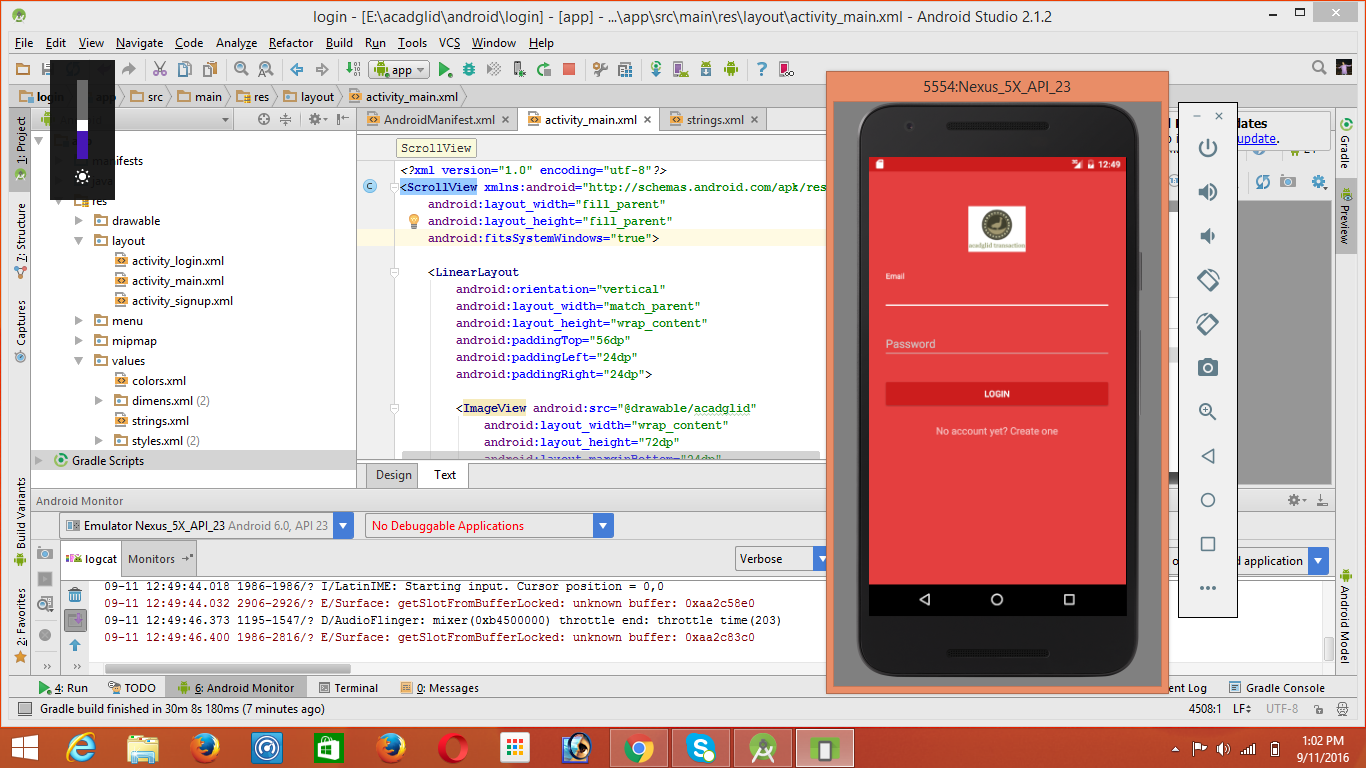 login - [E:\acadglid\android\login] - [app] - ...\app\src\main\res\layout\activity_main.xml - Android Studio 2.1.2
File Edit View Navigate Code Analyze Refactor Build Run Tools VCS Window Help
app
login app src main res layout activity_main.xml
AndroidManifest.xml activity_main.xml strings.xml
1: Project
7: Structure
Captures
Build Variants
2: Favorites
manifests
java
res
drawable
layout
activity_login.xml
activity_main.xml
activity_signup.xml
menu
mipmap
values
colors.xml
dimens.xml (2)
strings.xml
styles.xml (2)
Gradle Scripts
ScrollView
<?xml version="1.0" encoding="utf-8"?>
<ScrollView xmlns:android="http://schemas.android.com/apk/res
android:layout_width="fill_parent"
android:layout_height="fill_parent"
android:fitsSystemWindows="true">
<LinearLayout
android:orientation="vertical"
android:layout_width="match_parent"
android:layout_height="wrap_content"
android:paddingTop="56dp"
android:paddingLeft="24dp"
android:paddingRight="24dp">
<ImageView android:src="@drawable/acadglid"
android:layout_width="wrap_content"
android:layout_height="72dp"
android:layout_marginBottom="24dp"
Design Text
5554:Nexus_5X_API_23
12:49
acadglid transaction
Email
Password
LOGIN
No account yet? Create one
dates
update.
Gradle
Preview
Android Model
Android Monitor
Emulator Nexus_5X_API_23 Android 6.0, API 23 No Debuggable Applications
logcat Monitors Verbose d application
09-11 12:49:44.018 1986-1986/? I/LatinIME: Starting input. Cursor position = 0,0
09-11 12:49:44.032 2906-2926/? E/Surface: getSlotFromBufferLocked: unknown buffer: 0xaa2c58e0
09-11 12:49:46.373 1195-1547/? D/AudioFlinger: mixer(0xb4500000) throttle end: throttle time(203)
09-11 12:49:46.400 1986-2816/? E/Surface: getSlotFromBufferLocked: unknown buffer: 0xaa2c83c0
4: Run TODO 6: Android Monitor Terminal 0: Messages ent Log Gradle Console
Gradle build finished in 30m 8s 180ms (7 minutes ago) 4508:1 LF UTF-8
1:02 PM
9/11/2016